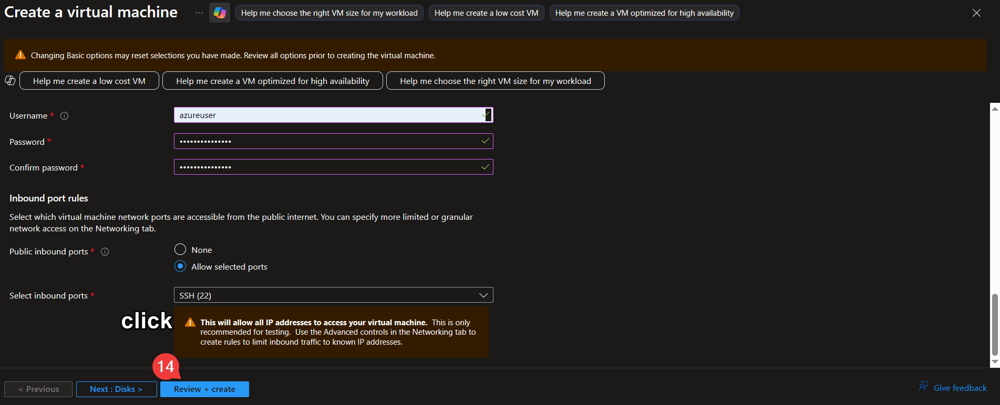 Create a virtual machine
...
Help me choose the right VM size for my workload
Help me create a low cost VM
Help me create a VM optimized for high availability
Changing Basic options may reset selections you have made. Review all options prior to creating the virtual machine.
Help me create a low cost VM
Help me create a VM optimized for high availability
Help me choose the right VM size for my workload
Username *
azureuser
Password *
•••••••••••••••
Confirm password *
•••••••••••••••
Inbound port rules
Select which virtual machine network ports are accessible from the public internet. You can specify more limited or granular
network access on the Networking tab.
Public inbound ports *
None
Allow selected ports
Select inbound ports *
SSH (22)
click
This will allow all IP addresses to access your virtual machine. This is only
recommended for testing. Use the Advanced controls in the Networking tab to
create rules to limit inbound traffic to known IP addresses.
14
< Previous
Next : Disks >
Review + create
Give feedback